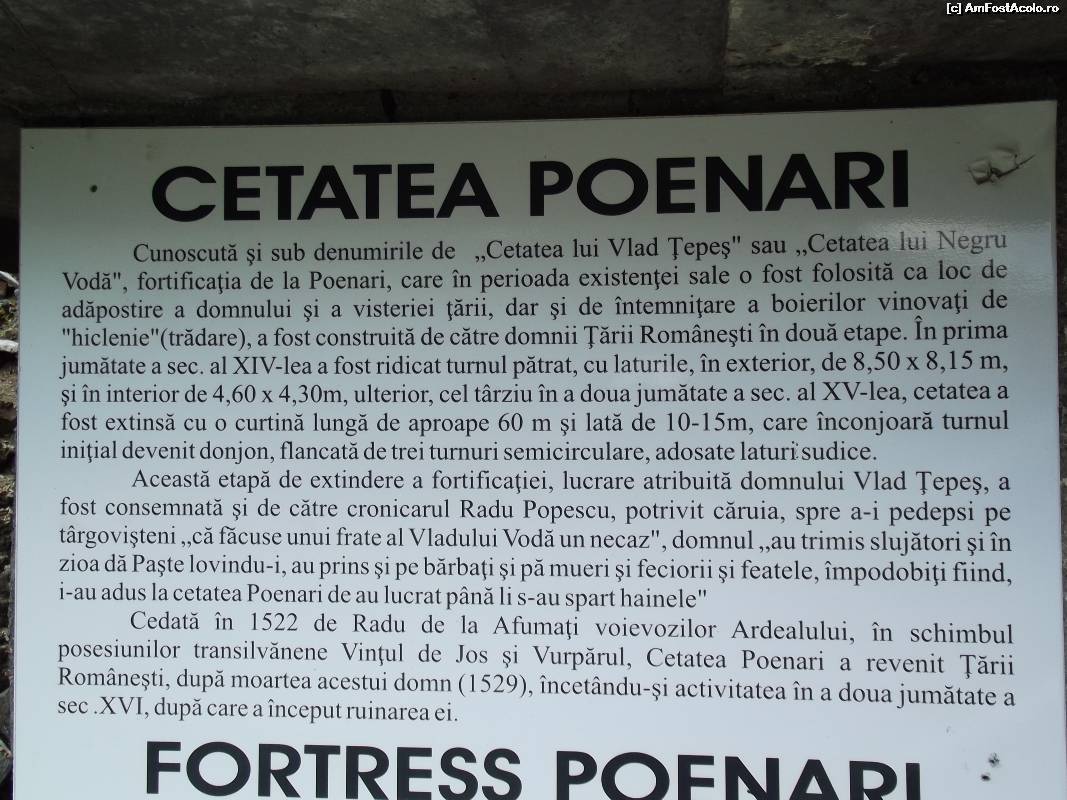 [c] AmFostAcolo.ro
CETATEA POENARI
Cunoscută şi sub denumirile de ,,Cetatea lui Vlad Ţepeş" sau ,,Cetatea lui Negru
Vodă", fortificaţia de la Poenari, care în perioada existenţei sale o fost folosită ca loc de
adăpostire a domnului şi a visteriei ţării, dar şi de întemniţare a boierilor vinovaţi de
"hiclenie"(trădare), a fost construită de către domnii Ţării Româneşti în două etape. În prima
jumătate a sec. al XIV-lea a fost ridicat turnul pătrat, cu laturile, în exterior, de 8,50 x 8,15 m,
şi în interior de 4,60 x 4,30m, ulterior, cel târziu în a doua jumătate a sec. al XV-lea, cetatea a
fost extinsă cu o curtină lungă de aproape 60 m şi lată de 10-15m, care înconjoară turnul
iniţial devenit donjon, flancată de trei turnuri semicirculare, adosate laturi sudice.
Această etapă de extindere a fortificaţiei, lucrare atribuită domnului Vlad Ţepeş, a
fost consemnată şi de către cronicarul Radu Popescu, potrivit căruia, spre a-i pedepsi pe
târgovişteni ,,că făcuse unui frate al Vladului Vodă un necaz", domnul ,,au trimis slujători şi în
zioa dă Paşte lovindu-i, au prins şi pe bărbaţi şi pă mueri şi feciorii şi featele, împodobiţi fiind,
i-au adus la cetatea Poenari de au lucrat până li s-au spart hainele"
Cedată în 1522 de Radu de la Afumaţi voievozilor Ardealului, în schimbul
posesiunilor transilvănene Vinţul de Jos şi Vurpărul, Cetatea Poenari a revenit Ţării
Româneşti, după moartea acestui domn (1529), încetându-şi activitatea în a doua jumătate a
sec .XVI, după care a început ruinarea ei.
FORTRESS POENARI